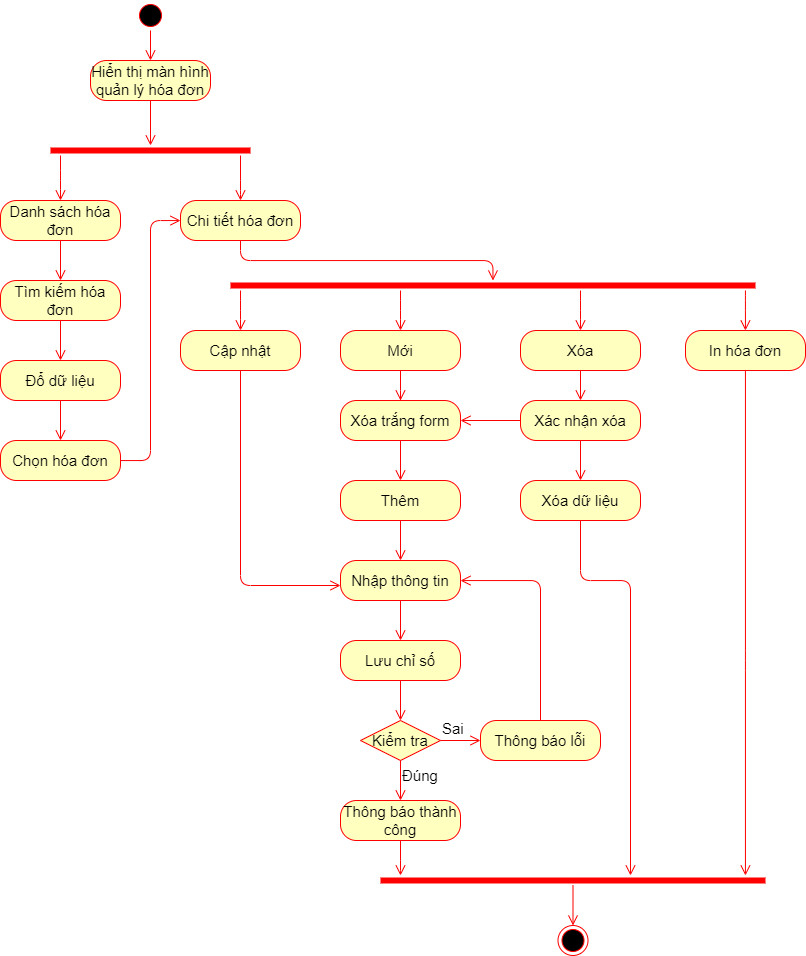 Hiển thị màn hình
quản lý hóa đơn
Danh sách hóa
đơn
Chi tiết hóa đơn
Tìm kiếm hóa
đơn
Cập nhật
Mới
Xóa
In hóa đơn
Đổ dữ liệu
Xóa trắng form
Xác nhận xóa
Chọn hóa đơn
Thêm
Xóa dữ liệu
Nhập thông tin
Lưu chỉ số
Kiểm tra
Sai
Thông báo lỗi
Đúng
Thông báo thành
công